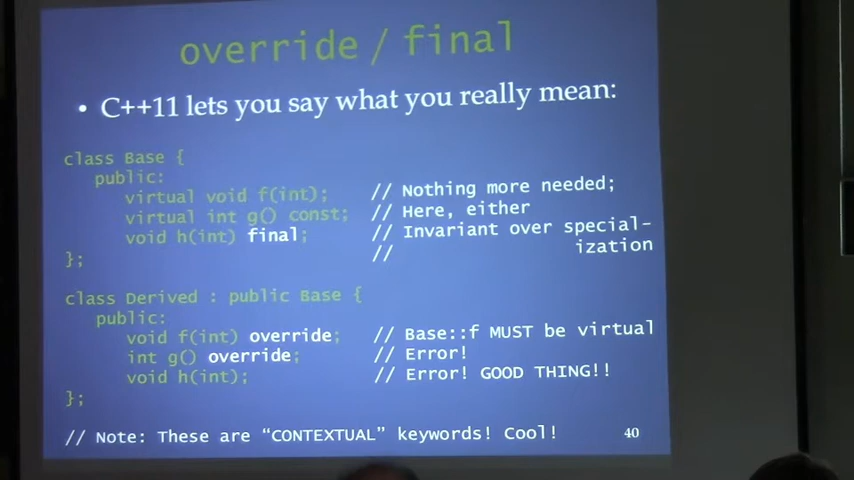 override / final
• C++11 lets you say what you really mean:
class Base {
public:
virtual void f(int); // Nothing more needed;
virtual int g() const; // Here, either
void h(int) final; // Invariant over special-
}; // ization
class Derived : public Base {
public:
void f(int) override; // Base::f MUST be virtual
int g() override; // Error!
void h(int); // Error! GOOD THING!!
};
// Note: These are “CONTEXTUAL” keywords! Cool!
40